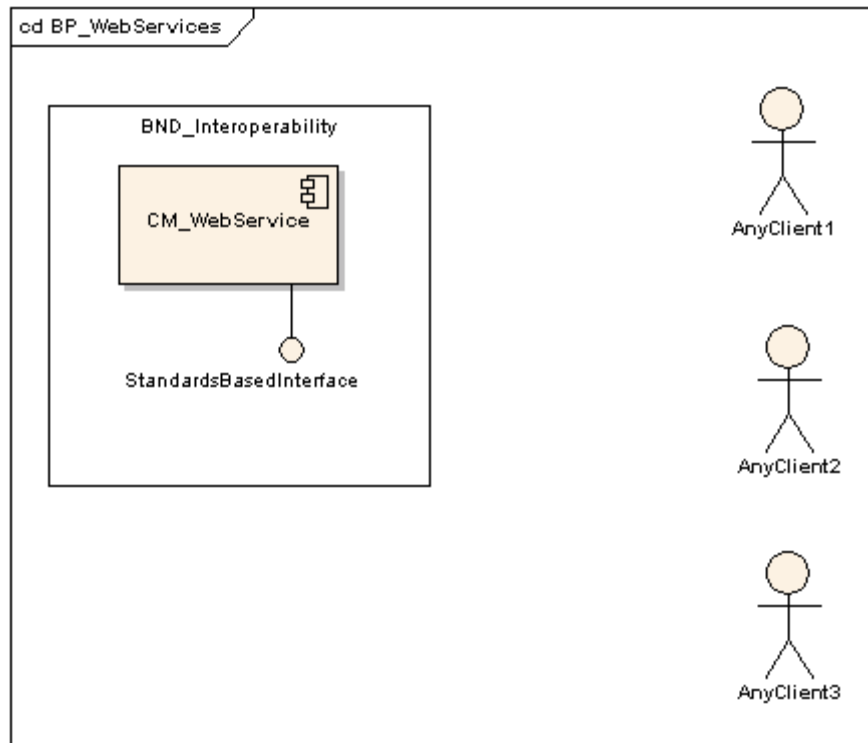 cd BP_WebServices
BND_Interoperability
CM_WebService
StandardsBasedInterface
AnyClient1
AnyClient2
AnyClient3